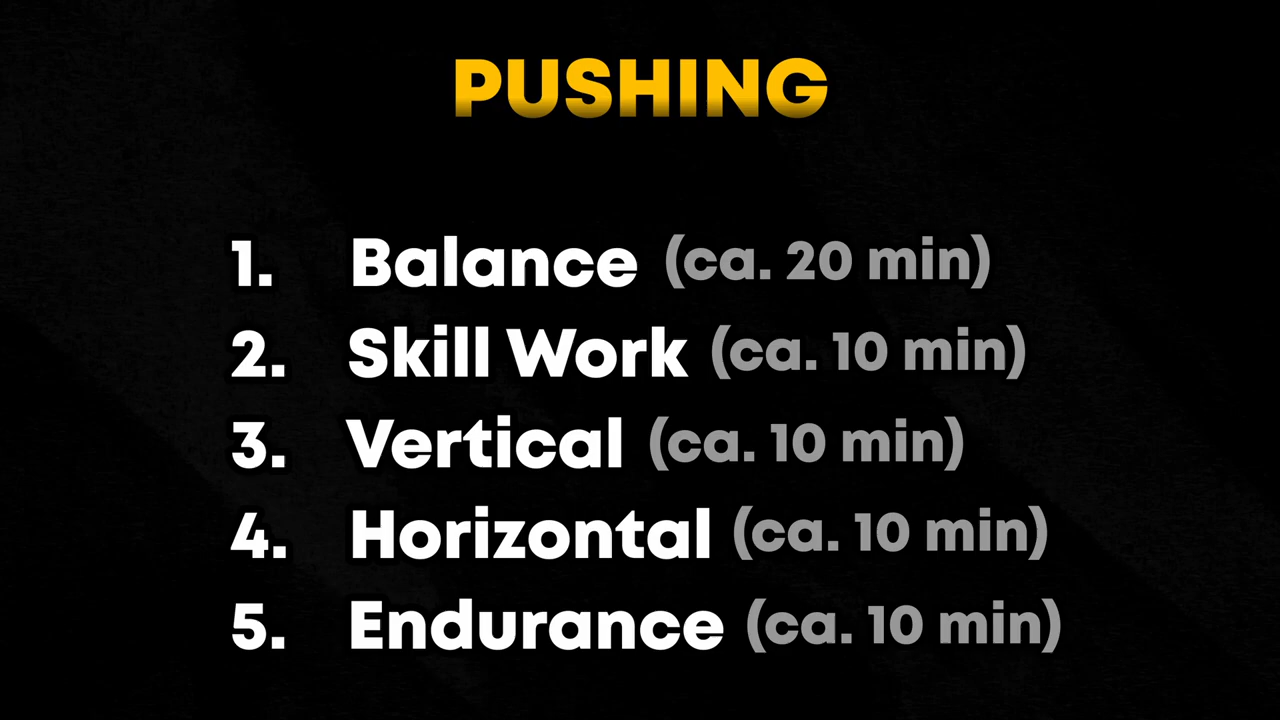 PUSHING
1. Balance (ca. 20 min)
2. Skill Work (ca. 10 min)
3. Vertical (ca. 10 min)
4. Horizontal (ca. 10 min)
5. Endurance (ca. 10 min)